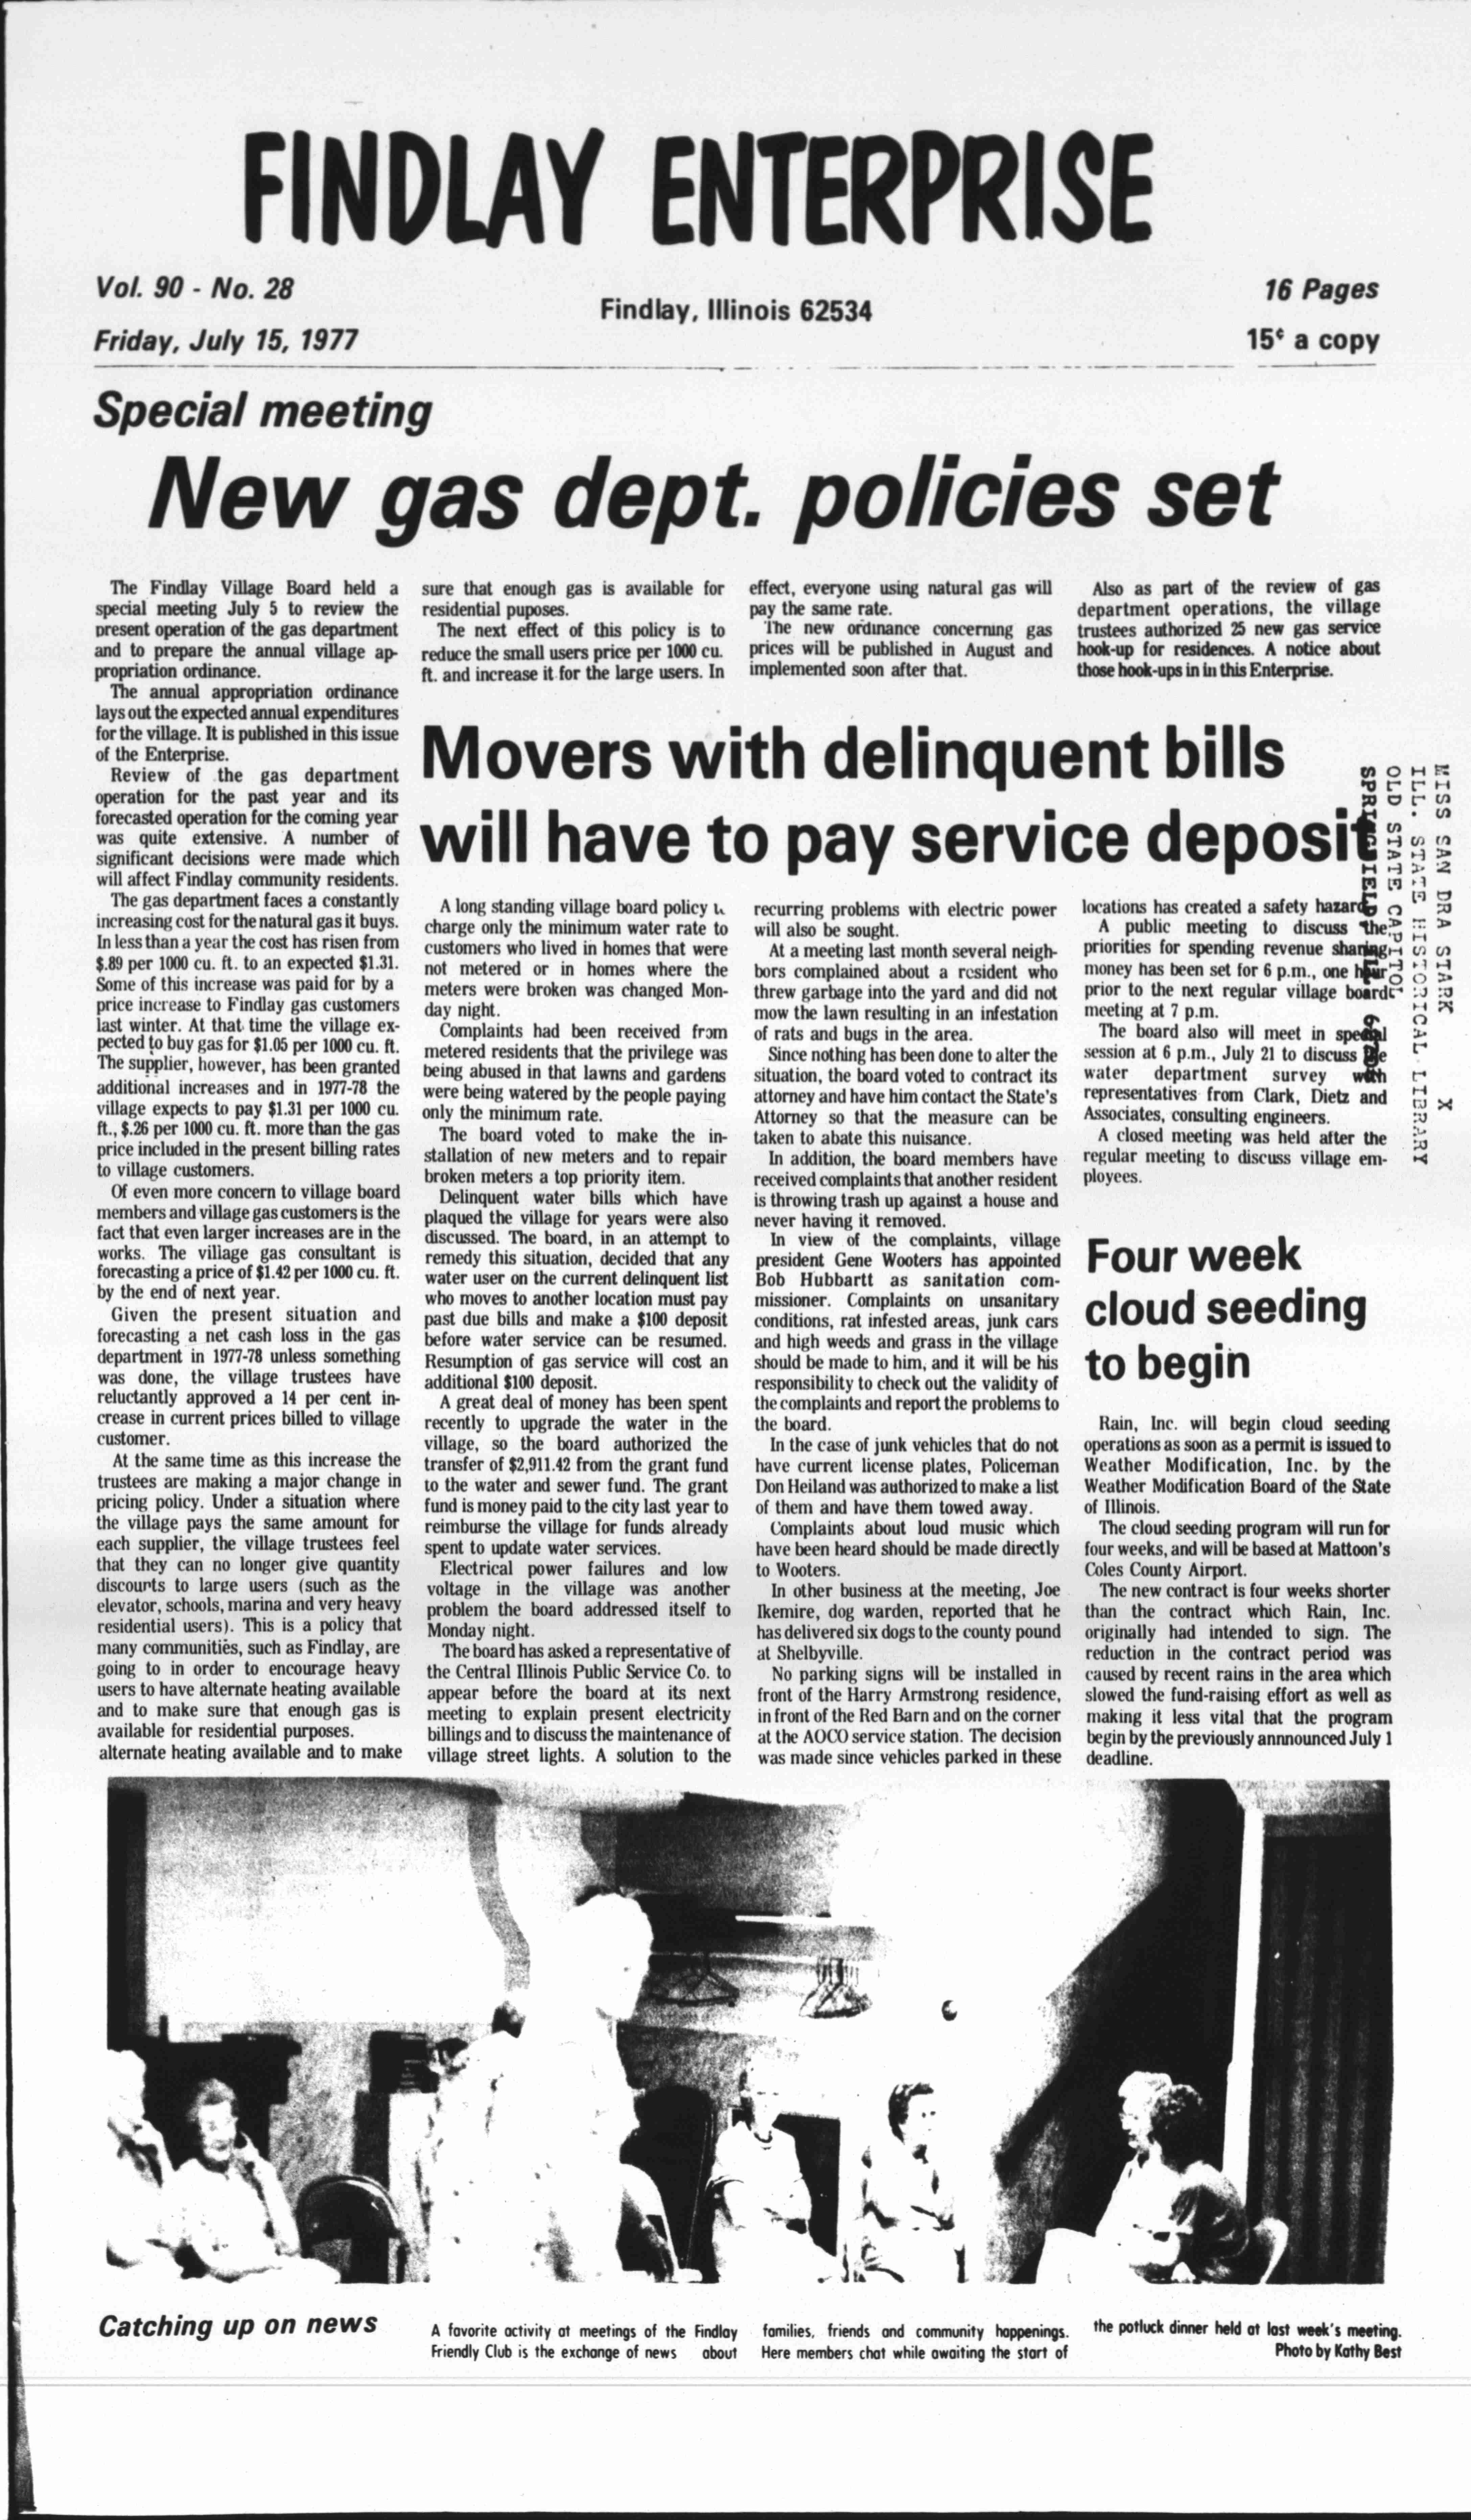 FINDLAY ENTERPRISE
Vol. 90 - No. 28
Friday, July 15, 1977
Findlay, Illinois 62534
16 Pages
15¢ a copy
Special meeting
New gas dept. policies set
The Findlay Village Board held a
special meeting July 5 to review the
present operation of the gas department
and to prepare the annual village ap-
propriation ordinance.
The annual appropriation ordinance
lays out the expected annual expenditures
for the village. It is published in this issue
of the Enterprise.
Review of the gas department
operation for the past year and its
forecasted operation for the coming year
was quite extensive. A number of
significant decisions were made which
will affect Findlay community residents.
The gas department faces a constantly
increasing cost for the natural gas it buys.
In less than a year the cost has risen from
$.89 per 1000 cu. ft. to an expected $1.31.
Some of this increase was paid for by a
price increase to Findlay gas customers
last winter. At that time the village ex-
pected to buy gas for $1.05 per 1000 cu. ft.
The supplier, however, has been granted
additional increases and in 1977-78 the
village expects to pay $1.31 per 1000 cu.
ft., $.26 per 1000 cu. ft. more than the gas
price included in the present billing rates
to village customers.
Of even more concern to village board
members and village gas customers is the
fact that even larger increases are in the
works. The village gas consultant is
forecasting a price of $1.42 per 1000 cu. ft.
by the end of next year.
Given the present situation and
forecasting a net cash loss in the gas
department in 1977-78 unless something
was done, the village trustees have
reluctantly approved a 14 per cent in-
crease in current prices billed to village
customer.
At the same time as this increase the
trustees are making a major change in
pricing policy. Under a situation where
the village pays the same amount for
each supplier, the village trustees feel
that they can no longer give quantity
discounts to large users (such as the
elevator, schools, marina and very heavy
residential users). This is a policy that
many communities, such as Findlay, are
going to in order to encourage heavy
users to have alternate heating available
and to make sure that enough gas is
available for residential purposes.
alternate heating available and to make
sure that enough gas is available for
residential puposes.
The next effect of this policy is to
reduce the small users price per 1000 cu.
ft. and increase it for the large users. In
effect, everyone using natural gas will
pay the same rate.
The new ordinance concerning gas
prices will be published in August and
implemented soon after that.
Also as part of the review of gas
department operations, the village
trustees authorized 25 new gas service
hook-up for residences. A notice about
those hook-ups in in this Enterprise.
Movers with delinquent bills
will have to pay service deposit
A long standing village board policy
charge only the minimum water rate to
customers who lived in homes that were
not metered or in homes where the
meters were broken was changed Mon-
day night.
Complaints had been received from
metered residents that the privilege was
being abused in that lawns and gardens
were being watered by the people paying
only the minimum rate.
The board voted to make the in-
stallation of new meters and to repair
broken meters a top priority item.
Delinquent water bills which have
plaqued the village for years were also
discussed. The board, in an attempt to
remedy this situation, decided that any
water user on the current delinquent list
who moves to another location must pay
past due bills and make a $100 deposit
before water service can be resumed.
Resumption of gas service will cost an
additional $100 deposit.
A great deal of money has been spent
recently to upgrade the water in the
village, so the board authorized the
transfer of $2,911.42 from the grant fund
to the water and sewer fund. The grant
fund is money paid to the city last year to
reimburse the village for funds already
spent to update water services.
Electrical power failures and low
voltage in the village was another
problem the board addressed itself to
Monday night.
The board has asked a representative of
the Central Illinois Public Service Co. to
appear before the board at its next
meeting to explain present electricity
billings and to discuss the maintenance of
village street lights. A solution to the
recurring problems with electric power
will also be sought.
At a meeting last month several neigh-
bors complained about a resident who
threw garbage into the yard and did not
mow the lawn resulting in an infestation
of rats and bugs in the area.
Since nothing has been done to alter the
situation, the board voted to contract its
attorney and have him contact the State's
Attorney so that the measure can be
taken to abate this nuisance.
In addition, the board members have
received complaints that another resident
is throwing trash up against a house and
never having it removed.
In view of the complaints, village
president Gene Wooters has appointed
Bob Hubbartt as sanitation com-
missioner. Complaints on unsanitary
conditions, rat infested areas, junk cars
and high weeds and grass in the village
should be made to him, and it will be his
responsibility to check out the validity of
the complaints and report the problems to
the board.
In the case of junk vehicles that do not
have current license plates, Policeman
Don Heiland was authorized to make a list
of them and have them towed away.
Complaints about loud music which
have been heard should be made directly
to Wooters.
In other business at the meeting, Joe
Ikemire, dog warden, reported that he
has delivered six dogs to the county pound
at Shelbyville.
No parking signs will be installed in
front of the Harry Armstrong residence,
in front of the Red Barn and on the corner
at the AOCO service station. The decision
was made since vehicles parked in these
locations has created a safety hazard.
A public meeting to discuss the
priorities for spending revenue sharing
money has been set for 6 p.m., one hour
prior to the next regular village board
meeting at 7 p.m.
The board also will meet in special
session at 6 p.m., July 21 to discuss the
water department survey with
representatives from Clark, Dietz and
Associates, consulting engineers.
A closed meeting was held after the
regular meeting to discuss village em-
ployees.
MISS SAN DRA STARK X
ILL. STATE HISTORICAL LIBRARY
OLD STATE CAPITOL
Four week
cloud seeding
to begin
Rain, Inc. will begin cloud seeding
operations as soon as a permit is issued to
Weather Modification, Inc. by the
Weather Modification Board of the State
of Illinois.
The cloud seeding program will run for
four weeks, and will be based at Mattoon's
Coles County Airport.
The new contract is four weeks shorter
than the contract which Rain, Inc.
originally had intended to sign. The
reduction in the contract period was
caused by recent rains in the area which
slowed the fund-raising effort as well as
making it less vital that the program
begin by the previously annnounced July 1
deadline.
Catching up on news
A favorite activity at meetings of the Findlay
Friendly Club is the exchange of news about
families, friends and community happenings.
Here members chat while awaiting the start of
the potluck dinner held at last week's meeting.
Photo by Kathy Best